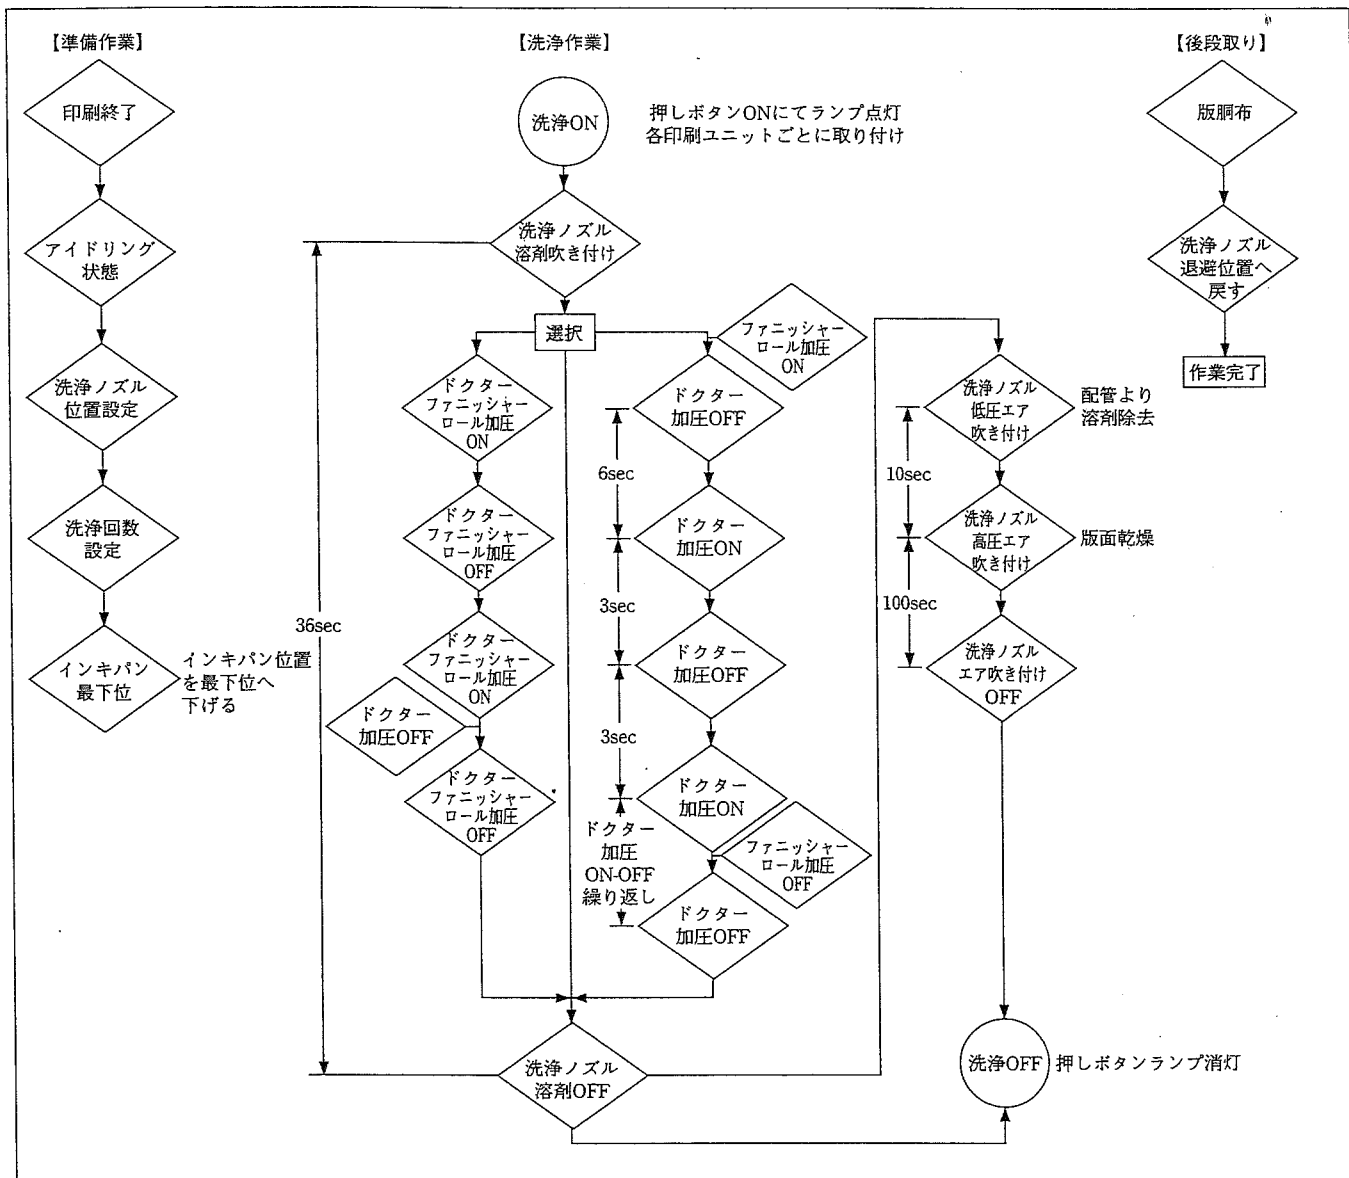 【準備作業】
印刷終了
アイドリング
状態
洗浄ノズル
位置設定
洗浄回数
設定
インキパン
最下位
インキパン位置
を最下位へ
下げる
【洗浄作業】
洗浄ON
押しボタンONにてランプ点灯
各印刷ユニットごとに取り付け
洗浄ノズル
溶剤吹き付け
36sec
選択
ドクター
ファニッシャー
ロール加圧
ON
ドクター
ファニッシャー
ロール加圧
OFF
ドクター
ファニッシャー
ロール加圧
ON
ドクター
加圧OFF
ドクター
ファニッシャー
ロール加圧
OFF
ファニッシャー
ロール加圧
ON
ドクター
加圧OFF
6sec
ドクター
加圧ON
3sec
ドクター
加圧OFF
3sec
ドクター
加圧ON
ドクター
加圧
ON-OFF
繰り返し
ファニッシャー
ロール加圧
OFF
ドクター
加圧OFF
洗浄ノズル
溶剤OFF
洗浄ノズル
低圧エア
吹き付け
配管より
溶剤除去
10sec
洗浄ノズル
高圧エア
吹き付け
版面乾燥
100sec
洗浄ノズル
エア吹き付け
OFF
洗浄OFF
押しボタンランプ消灯
【後段取り】
版胴布
洗浄ノズル
退避位置へ
戻す
作業完了